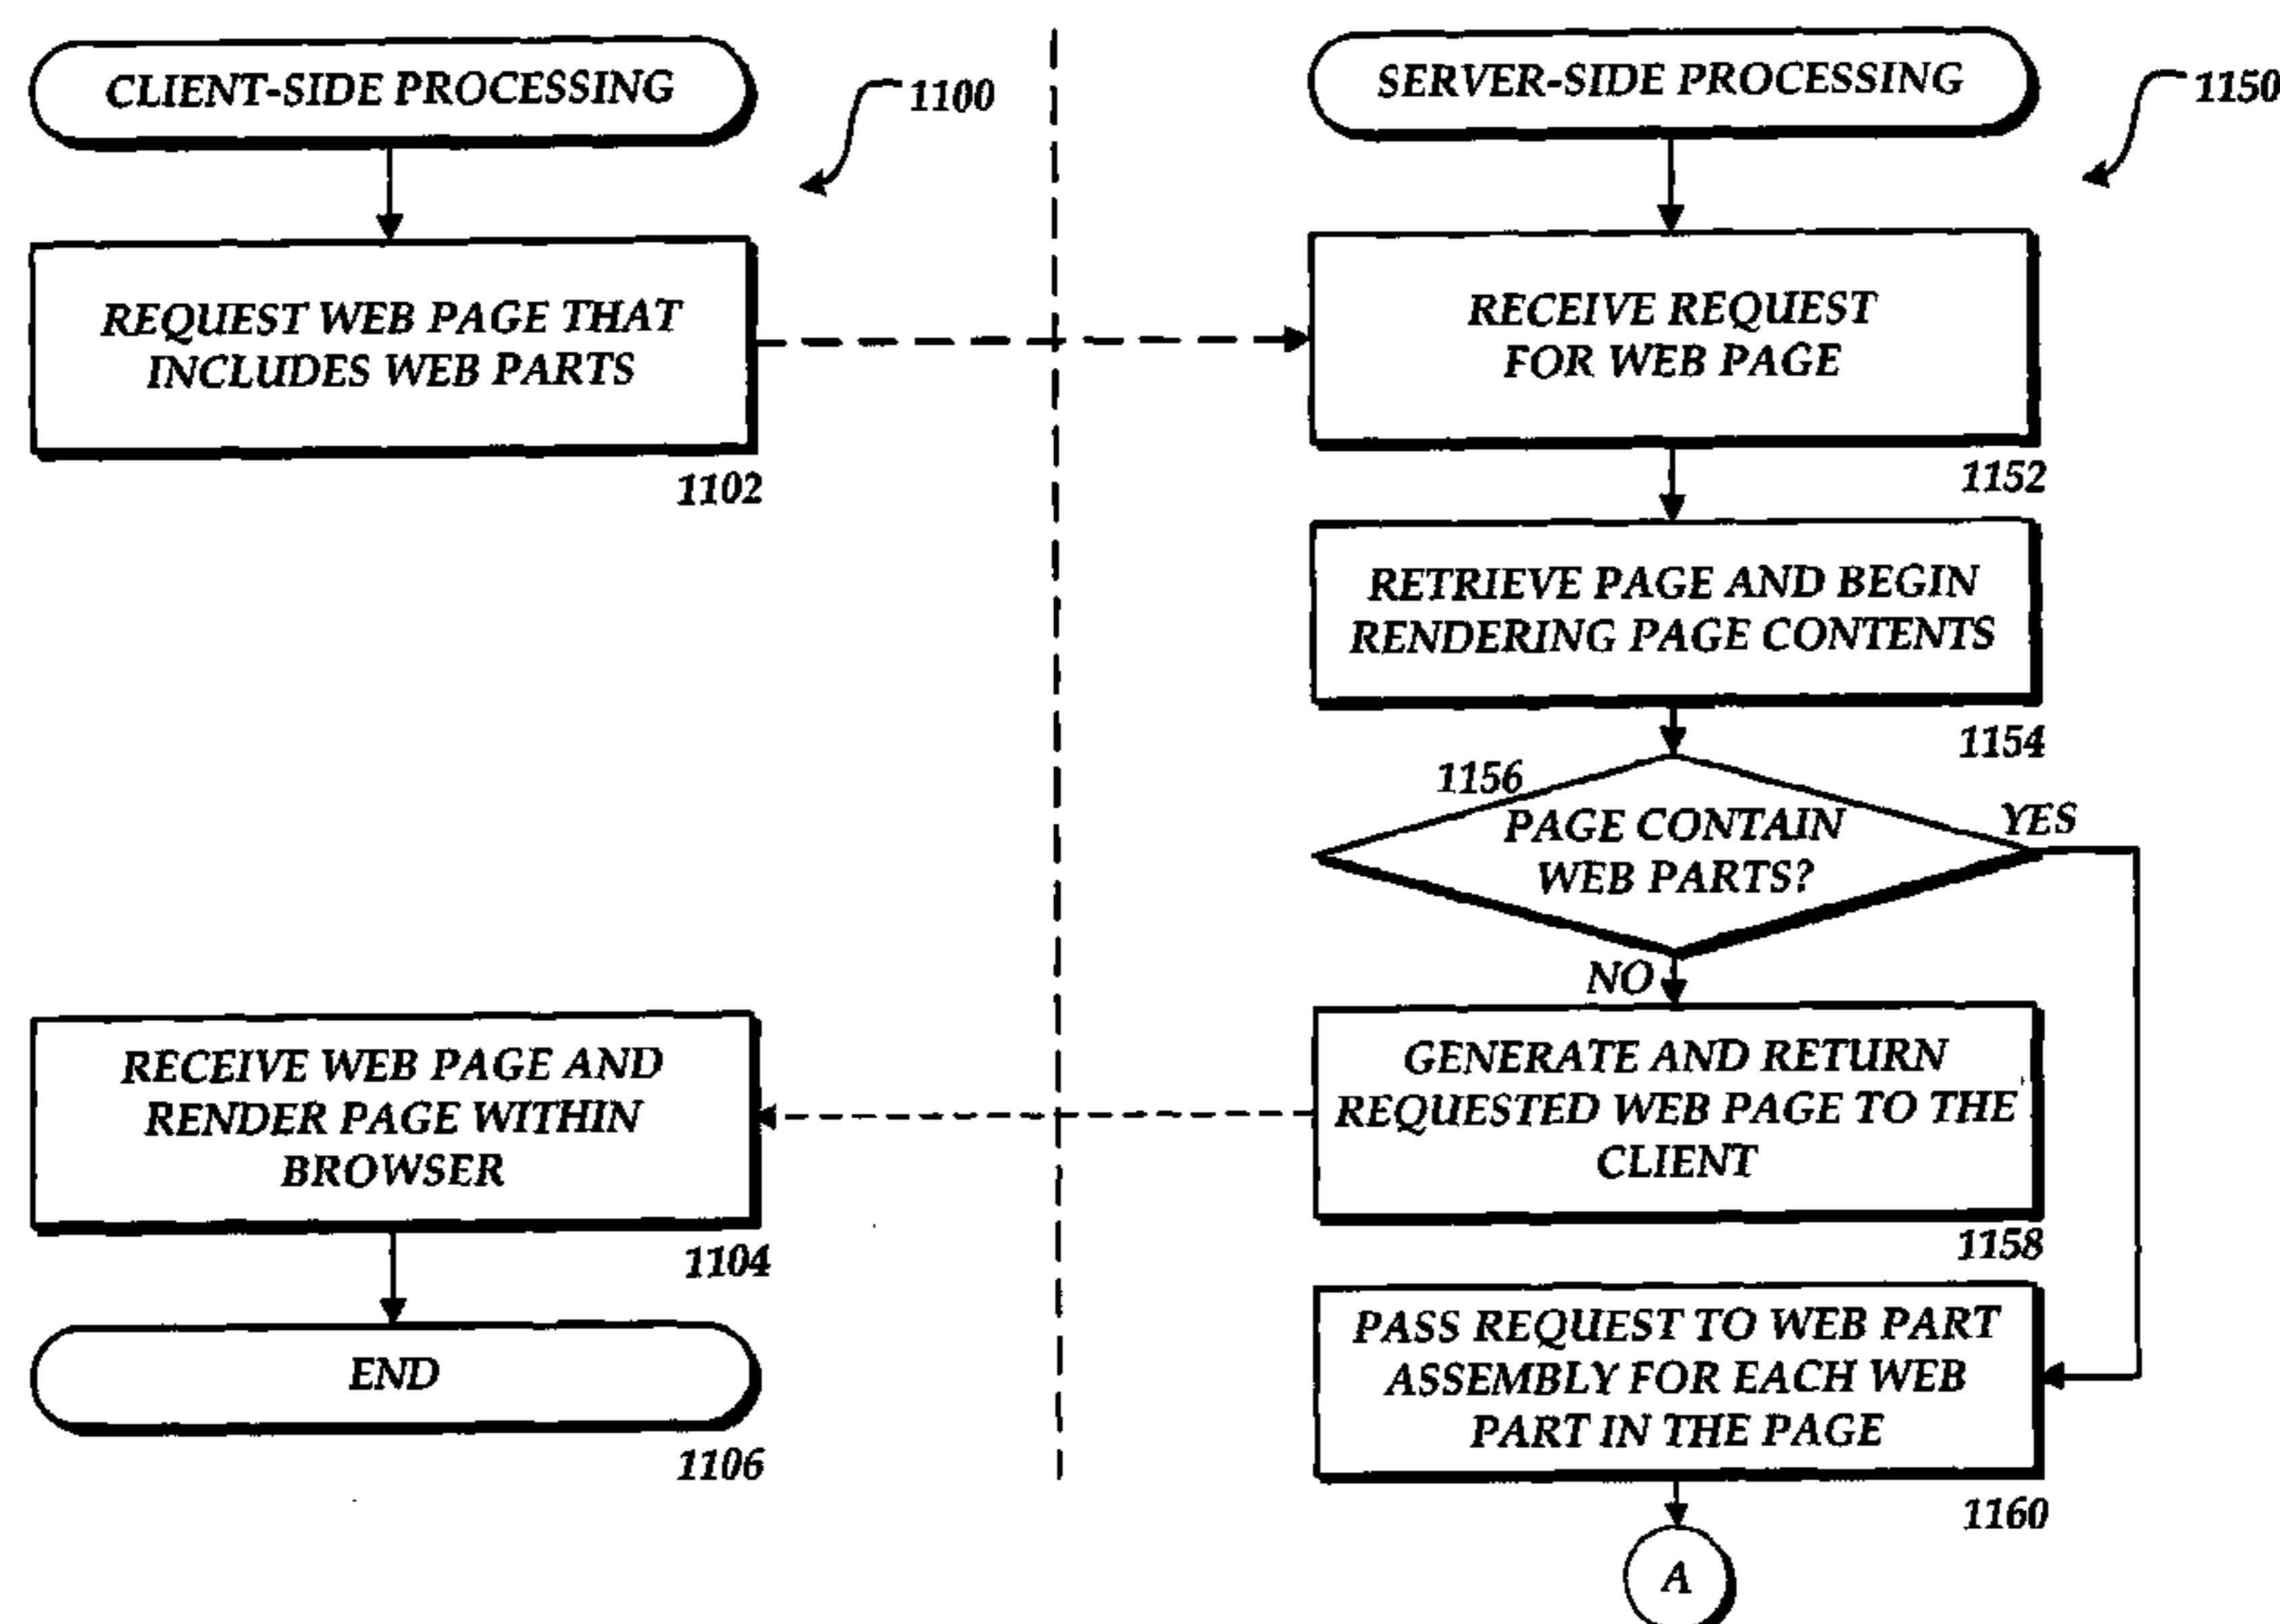 CLIENT-SIDE PROCESSING
1100
REQUEST WEB PAGE THAT
INCLUDES WEB PARTS
1102
RECEIVE WEB PAGE AND
RENDER PAGE WITHIN
BROWSER
1104
END
1106
SERVER-SIDE PROCESSING
1150
RECEIVE REQUEST
FOR WEB PAGE
1152
RETRIEVE PAGE AND BEGIN
RENDERING PAGE CONTENTS
1154
1156
PAGE CONTAIN
WEB PARTS?
YES
NO
GENERATE AND RETURN
REQUESTED WEB PAGE TO THE
CLIENT
1158
PASS REQUEST TO WEB PART
ASSEMBLY FOR EACH WEB
PART IN THE PAGE
1160
A